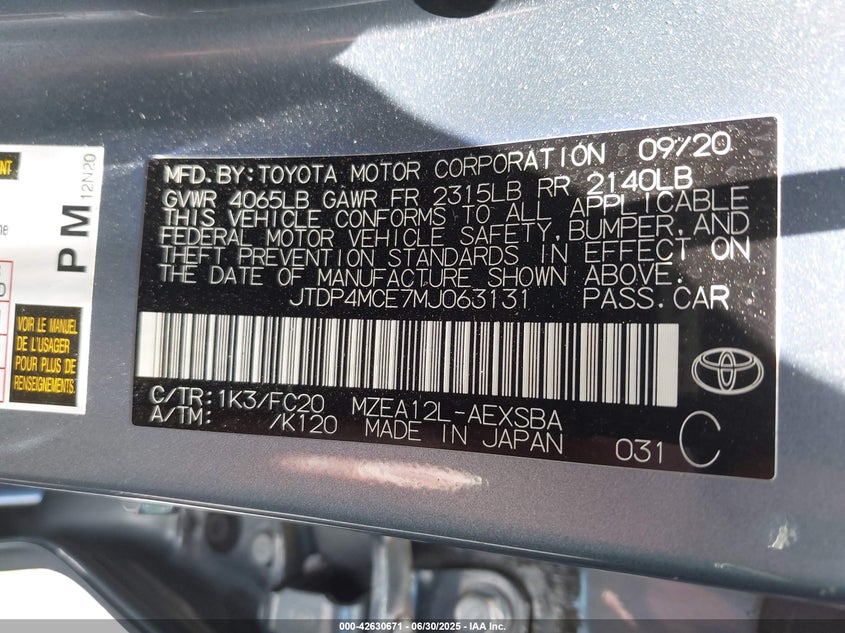 MFD. BY: TOYOTA MOTOR CORPORATION 09/20
GVWR 4065LB GAWR FR 2315LB RR 2140LB
THIS VEHICLE CONFORMS TO ALL APPLICABLE
FEDERAL MOTOR VEHICLE SAFETY, BUMPER, AND
THEFT PREVENTION STANDARDS IN EFFECT ON
THE DATE OF MANUFACTURE SHOWN ABOVE.
JTDP4MCE7MJ063131 PASS. CAR
C/TR: 1K3/FC20 MZEA12L-AEXSBA
A/TM: /K120 MADE IN JAPAN 031 C
PM
12N20
VOIR LE MANUEL
DE L'USAGER
POUR PLUS DE
RENSEIGNEMENTS.
000-42630671 - 06/30/2025 - IAA Inc.